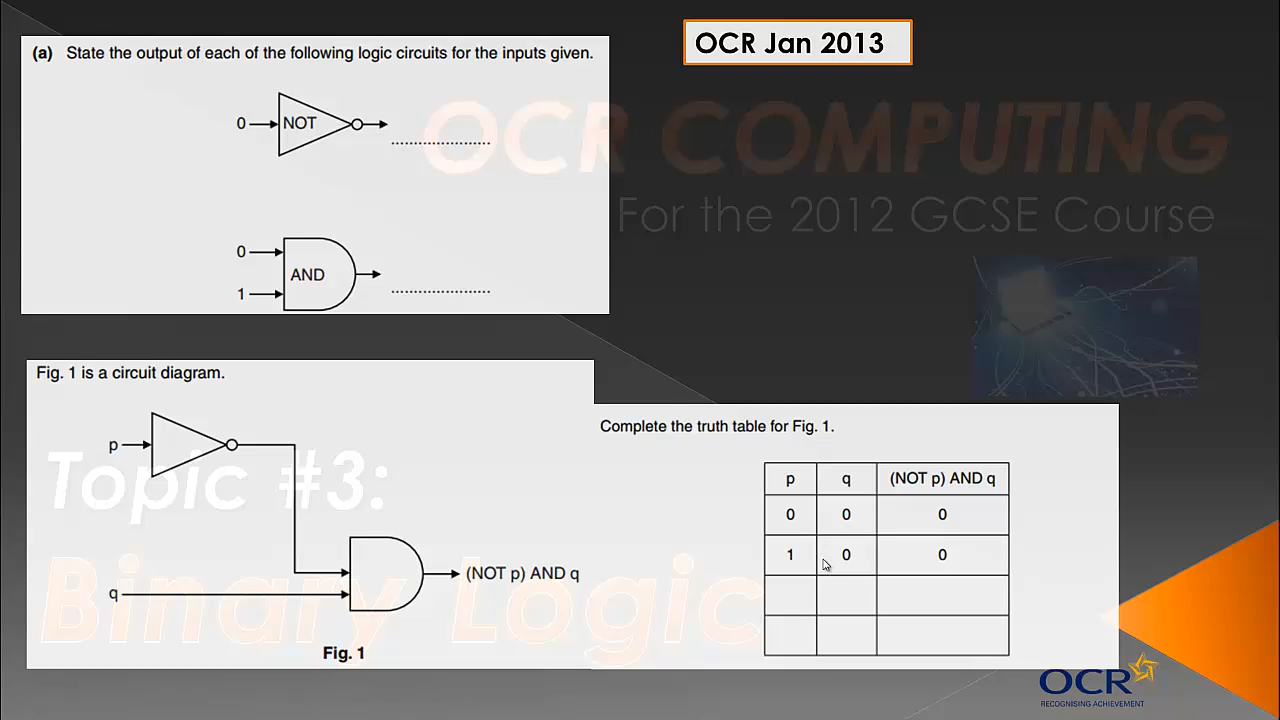 OCR Jan 2013
(a) State the output of each of the following logic circuits for the inputs given.
0 NOT .....................
0
AND
1 .....................
OCR COMPUTING
For the 2012 GCSE Course
Fig. 1 is a circuit diagram.
p
q
(NOT p) AND q
Fig. 1
Topic #3:
Binary Logic
Complete the truth table for Fig. 1.
p q (NOT p) AND q
0 0 0
1 0 0
OCR
RECOGNISING ACHIEVEMENT